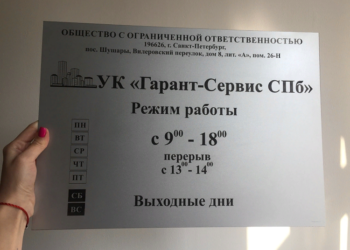 ОБЩЕСТВО С ОГРАНИЧЕННОЙ ОТВЕТСТВЕННОСТЬЮ
196626, г. Санкт-Петербург,
пос. Шушары, Вилеровский переулок, дом 8, лит. «А», пом. 26-Н
УК «Гарант-Сервис СПб»
Режим работы
ПН
ВТ
СР
ЧТ
ПТ
с 9⁰⁰ - 18⁰⁰
перерыв
с 13⁰⁰ - 14⁰⁰
СБ
ВС
Выходные дни